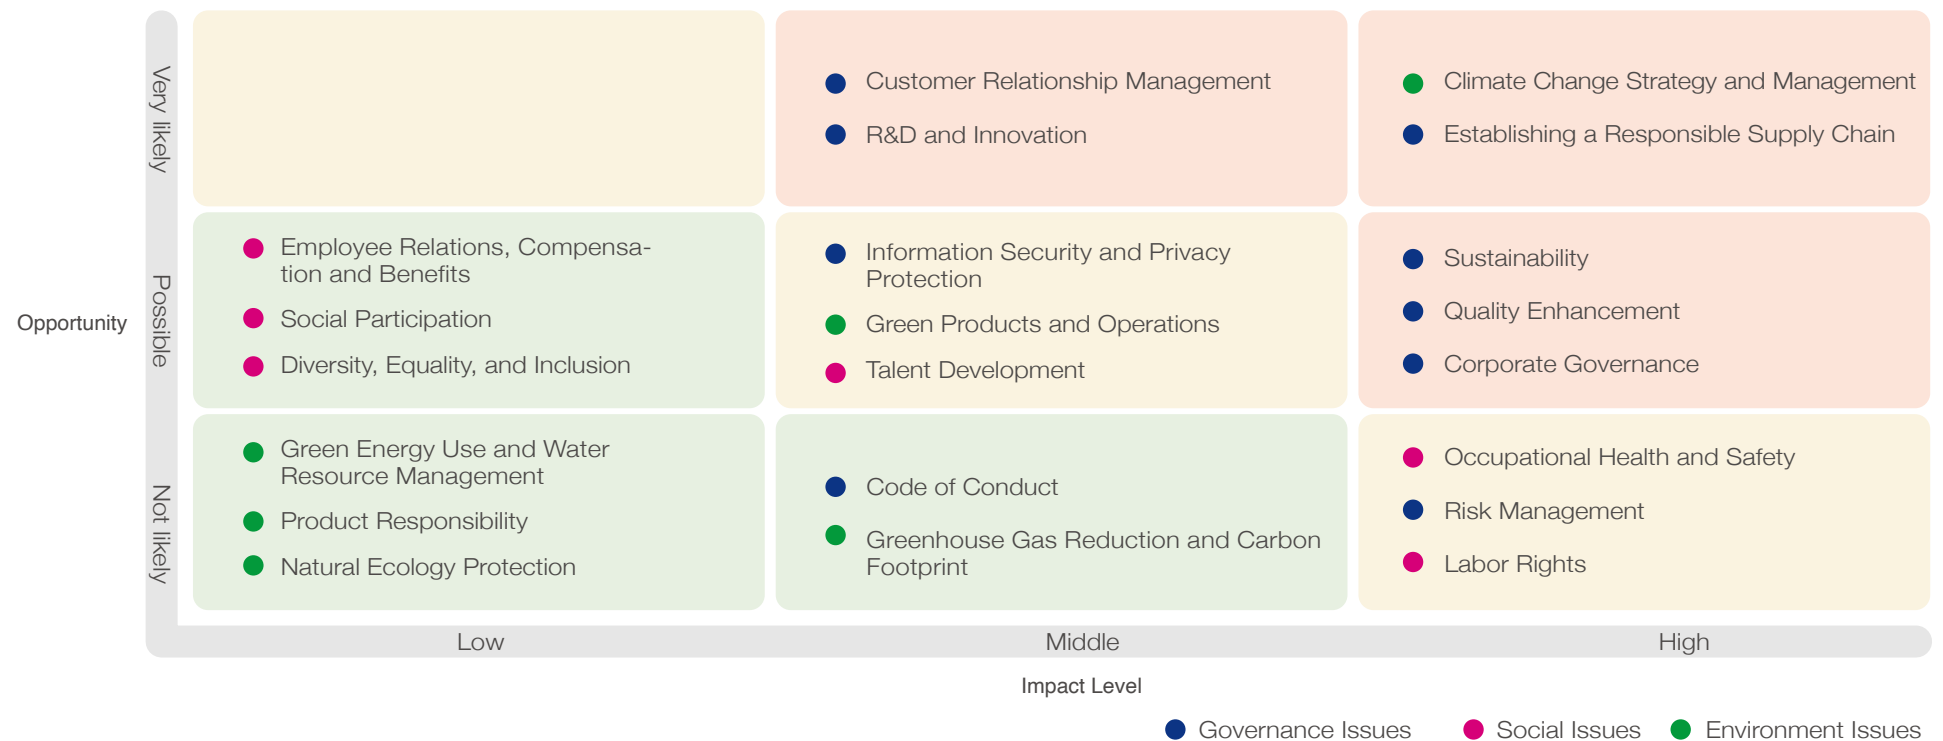 Very likely
Customer Relationship Management
R&D and Innovation
Climate Change Strategy and Management
Establishing a Responsible Supply Chain
Opportunity
Possible
Employee Relations, Compensa-
tion and Benefits
Social Participation
Diversity, Equality, and Inclusion
Information Security and Privacy
Protection
Green Products and Operations
Talent Development
Sustainability
Quality Enhancement
Corporate Governance
Not likely
Green Energy Use and Water
Resource Management
Product Responsibility
Natural Ecology Protection
Code of Conduct
Greenhouse Gas Reduction and Carbon
Footprint
Occupational Health and Safety
Risk Management
Labor Rights
Low
Middle
High
Impact Level
Governance Issues
Social Issues
Environment Issues